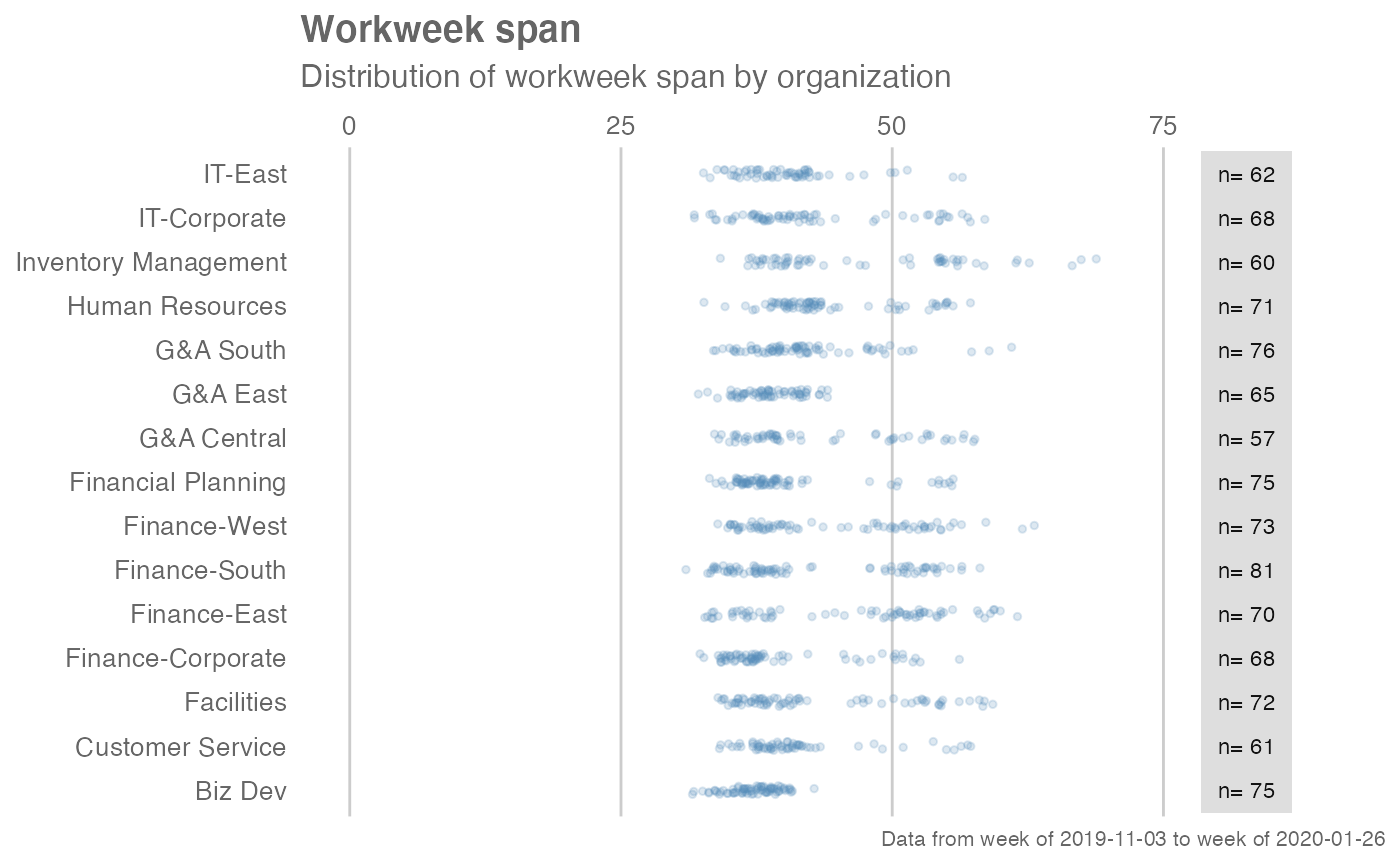 Workweek span
Distribution of workweek span by organization
0 25 50 75
IT-East n= 62
IT-Corporate n= 68
Inventory Management n= 60
Human Resources n= 71
G&A South n= 76
G&A East n= 65
G&A Central n= 57
Financial Planning n= 75
Finance-West n= 73
Finance-South n= 81
Finance-East n= 70
Finance-Corporate n= 68
Facilities n= 72
Customer Service n= 61
Biz Dev n= 75
Data from week of 2019-11-03 to week of 2020-01-26